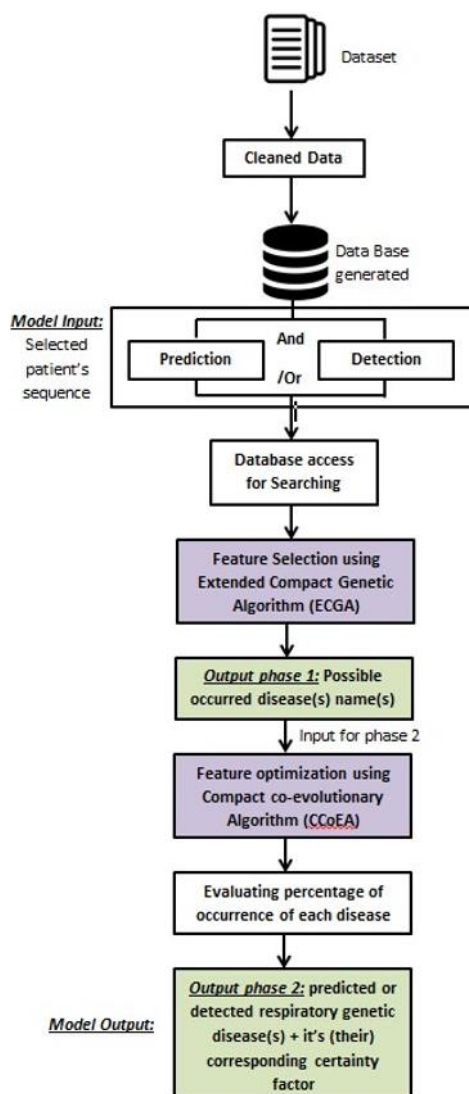 Dataset
Cleaned Data
Data Base
generated
Model Input:
Selected
patient's
sequence
And
Prediction
Detection
/Or
Database access
for Searching
Feature Selection using
Extended Compact Genetic
Algorithm (ECGA)
Output phase 1: Possible
occurred disease(s) name(s)
Input for phase 2
Feature optimization using
Compact co-evolutionary
Algorithm (CCoEA)
Evaluating percentage of
occurrence of each disease
Output phase 2: predicted or
detected respiratory genetic
disease(s) + it's (their)
corresponding certainty
factor
Model Output: